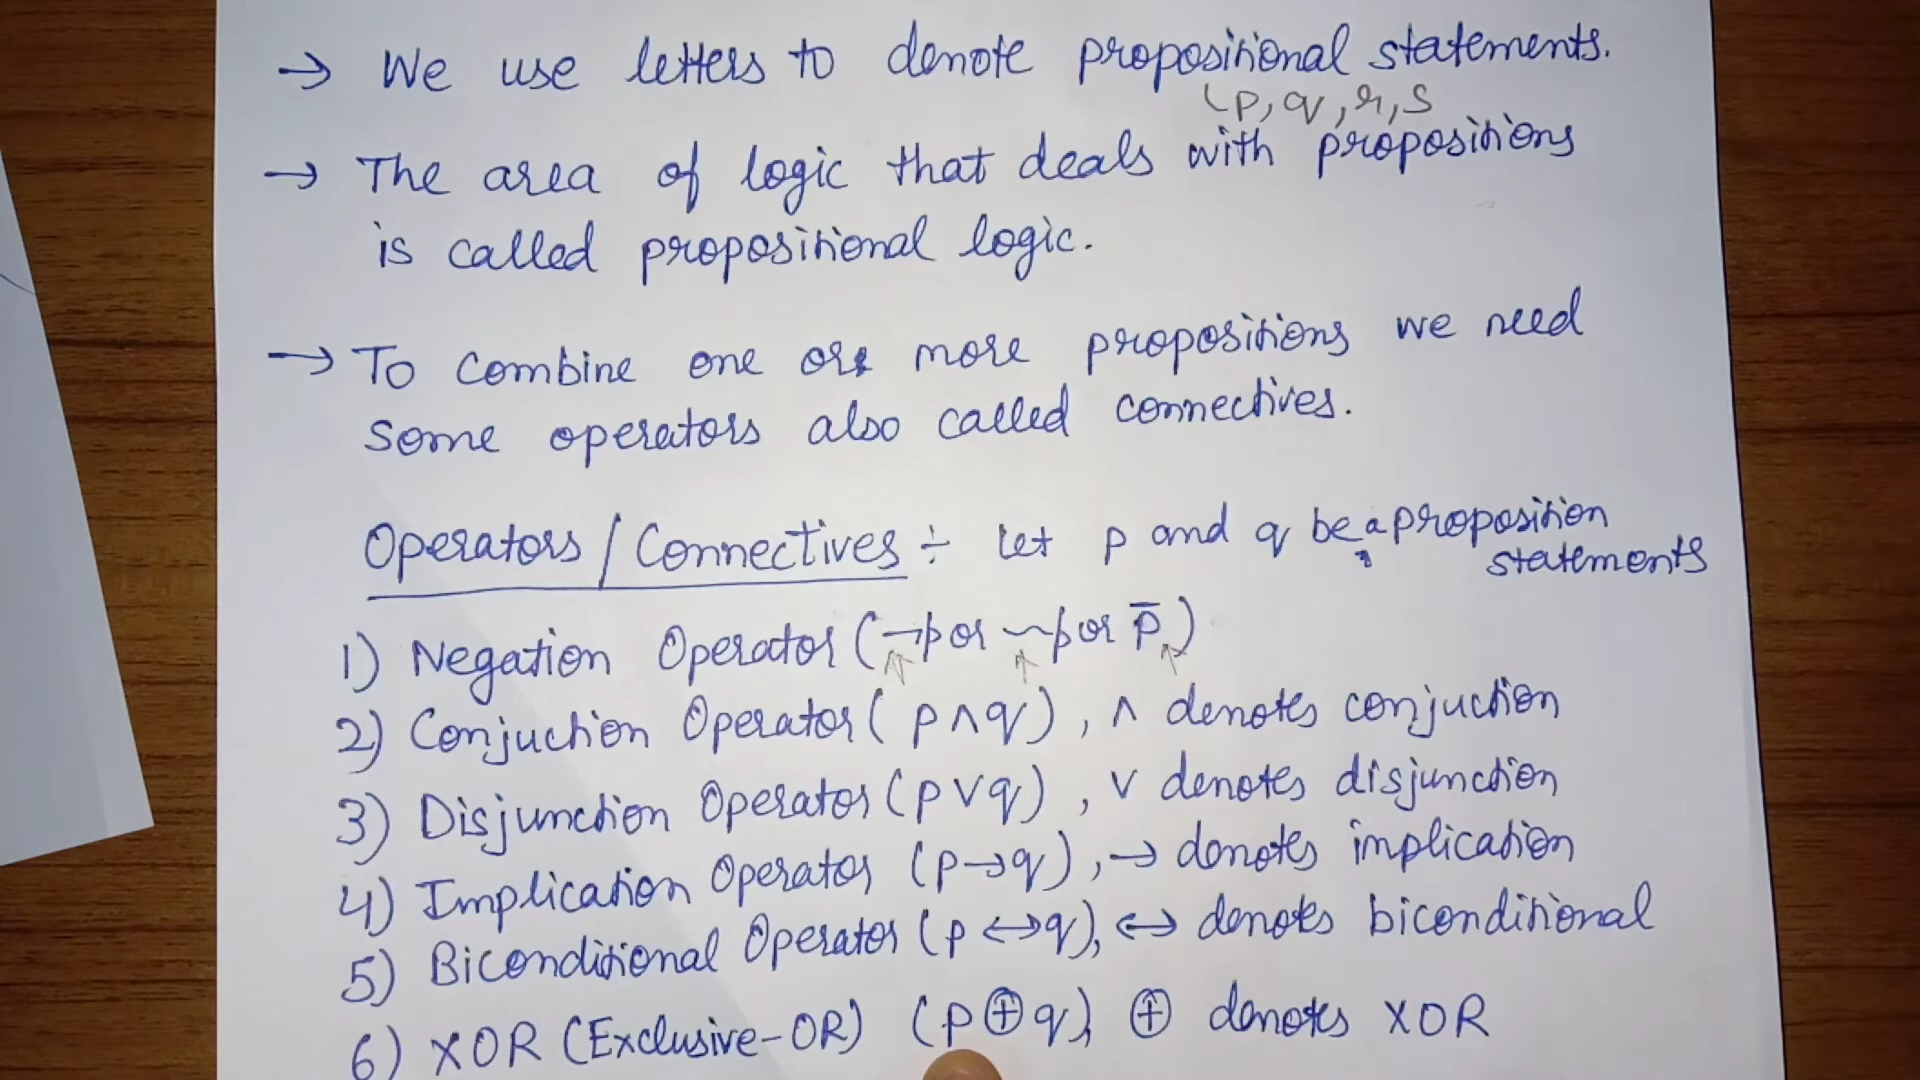 → We use letters to denote propositional statements.
(p, q, r, s
→ The area of logic that deals with propositions
is called propositional logic.
→ To combine one or more propositions we need
some operators also called connectives.
Operators / Connectives ÷ let p and q be a proposition
statements
1) Negation Operator (¬p or ~p or p̅)
2) Conjuction Operator (p ∧ q), ∧ denotes conjuction
3) Disjunction Operator (p ∨ q), ∨ denotes disjunction
4) Implication Operator (p → q), → denotes implication
5) Biconditional Operator (p ↔ q), ↔ denotes biconditional
6) XOR (Exclusive-OR) (p ⊕ q), ⊕ denotes XOR